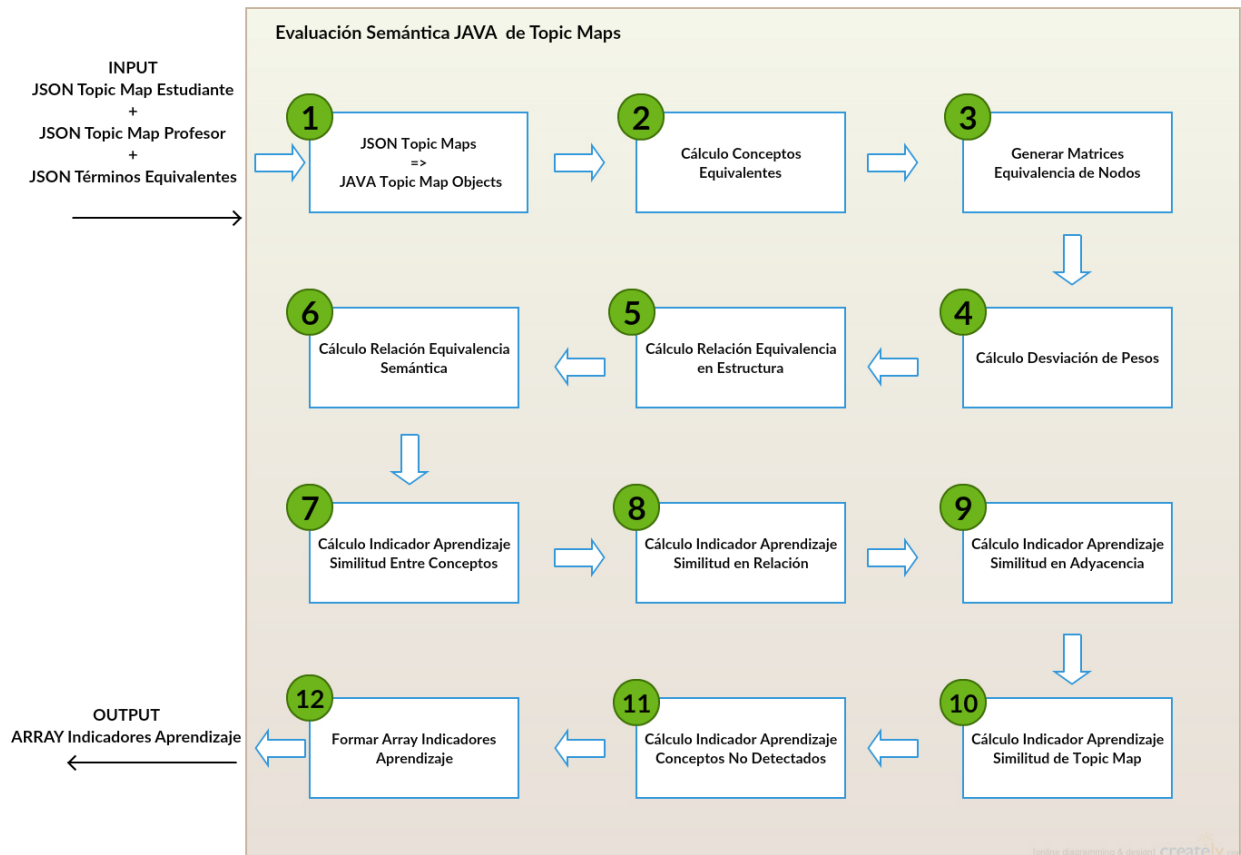 Evaluación Semántica JAVA de Topic Maps
INPUT
JSON Topic Map Estudiante
+
JSON Topic Map Profesor
+
JSON Términos Equivalentes
1
JSON Topic Maps
=>
JAVA Topic Map Objects
2
Cálculo Conceptos
Equivalentes
3
Generar Matrices
Equivalencia de Nodos
4
Cálculo Desviación de Pesos
5
Cálculo Relación Equivalencia
en Estructura
6
Cálculo Relación Equivalencia
Semántica
7
Cálculo Indicador Aprendizaje
Similitud Entre Conceptos
8
Cálculo Indicador Aprendizaje
Similitud en Relación
9
Cálculo Indicador Aprendizaje
Similitud en Adyacencia
10
Cálculo Indicador Aprendizaje
Similitud de Topic Map
11
Cálculo Indicador Aprendizaje
Conceptos No Detectados
12
Formar Array Indicadores
Aprendizaje
OUTPUT
ARRAY Indicadores Aprendizaje
[online diagramming & design] creately